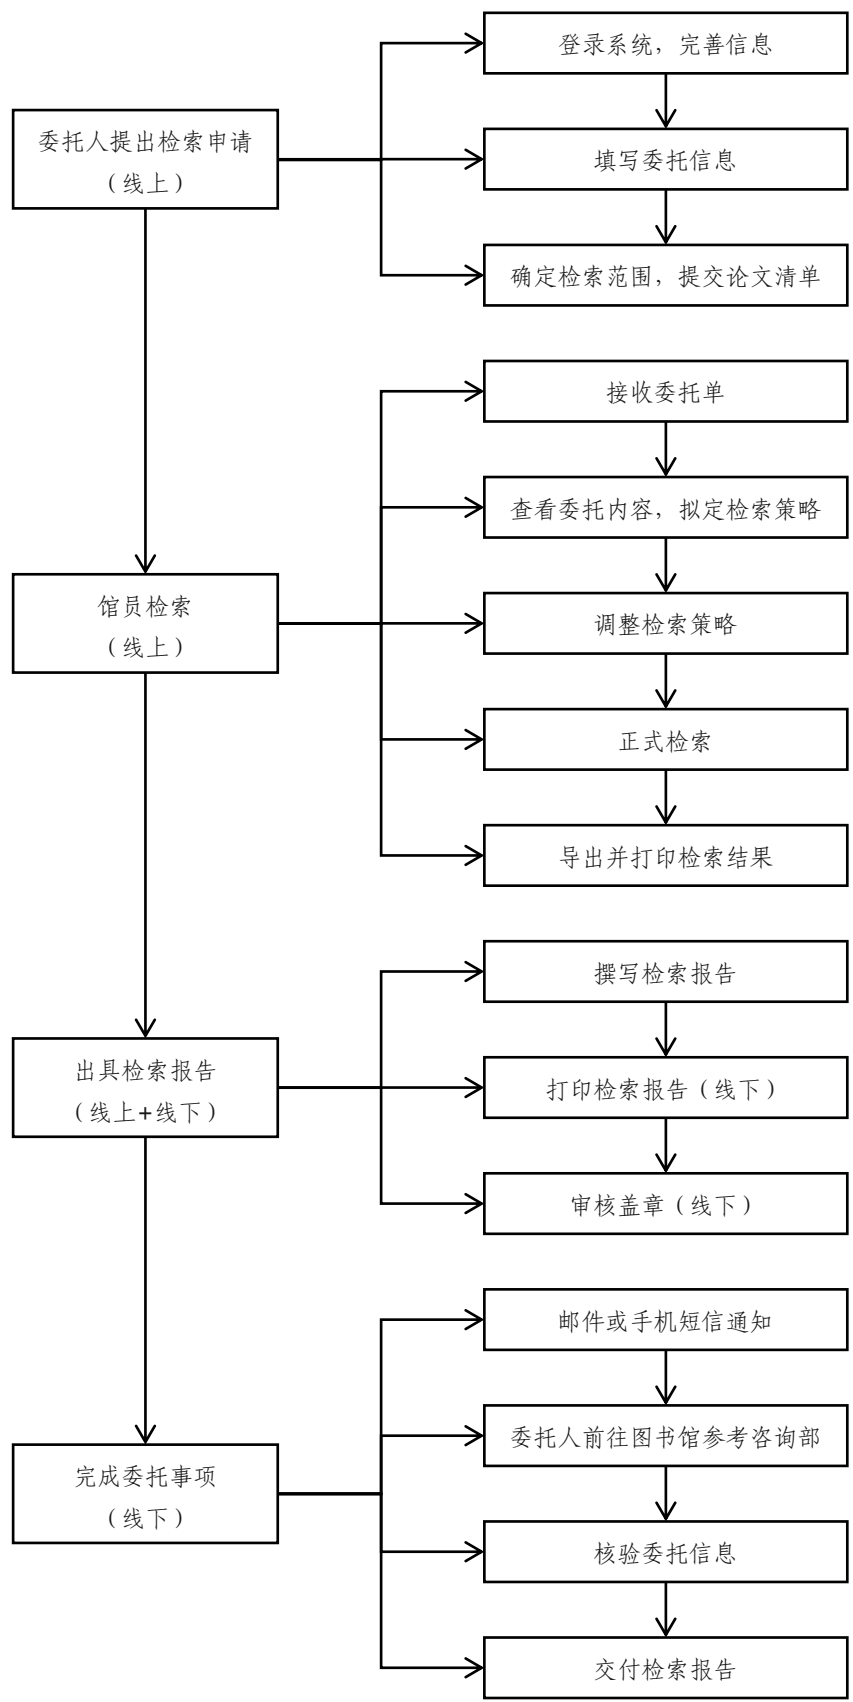 委托人提出检索申请
（线上）
登录系统，完善信息
填写委托信息
确定检索范围，提交论文清单
馆员检索
（线上）
接收委托单
查看委托内容，拟定检索策略
调整检索策略
正式检索
导出并打印检索结果
出具检索报告
（线上+线下）
撰写检索报告
打印检索报告（线下）
审核盖章（线下）
完成委托事项
（线下）
邮件或手机短信通知
委托人前往图书馆参考咨询部
核验委托信息
交付检索报告